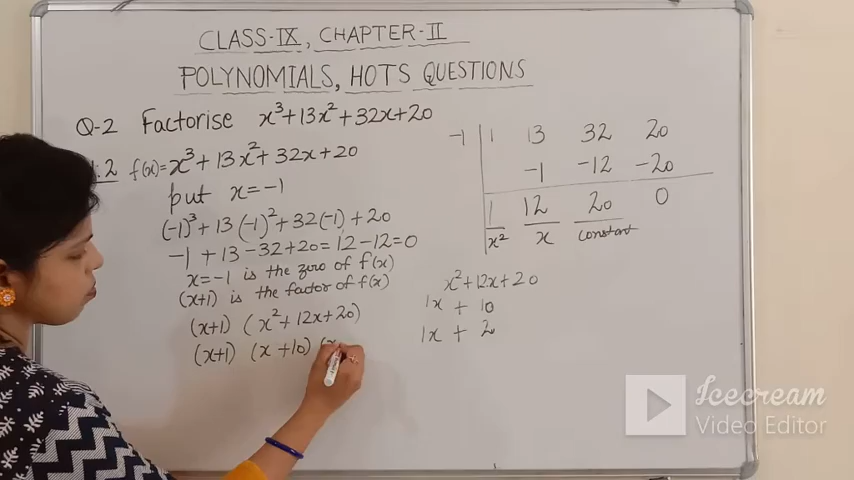 CLASS-IX, CHAPTER-II
POLYNOMIALS, HOTS QUESTIONS
Q-2 Factorise x³+13x²+32x+20
.2 f(x)=x³+13x²+32x+20
put x=-1
(-1)³+13(-1)²+32(-1)+20
-1+13-32+20=12-12=0
x=-1 is the zero of f(x)
(x+1) is the factor of f(x)
(x+1) (x²+12x+20)
(x+1) (x+10) (x
-1 | 1 13 32 20
-1 -12 -20
1 12 20 0
x² x constant
x²+12x+20
1x + 10
1x + 2
Icecream
Video Editor